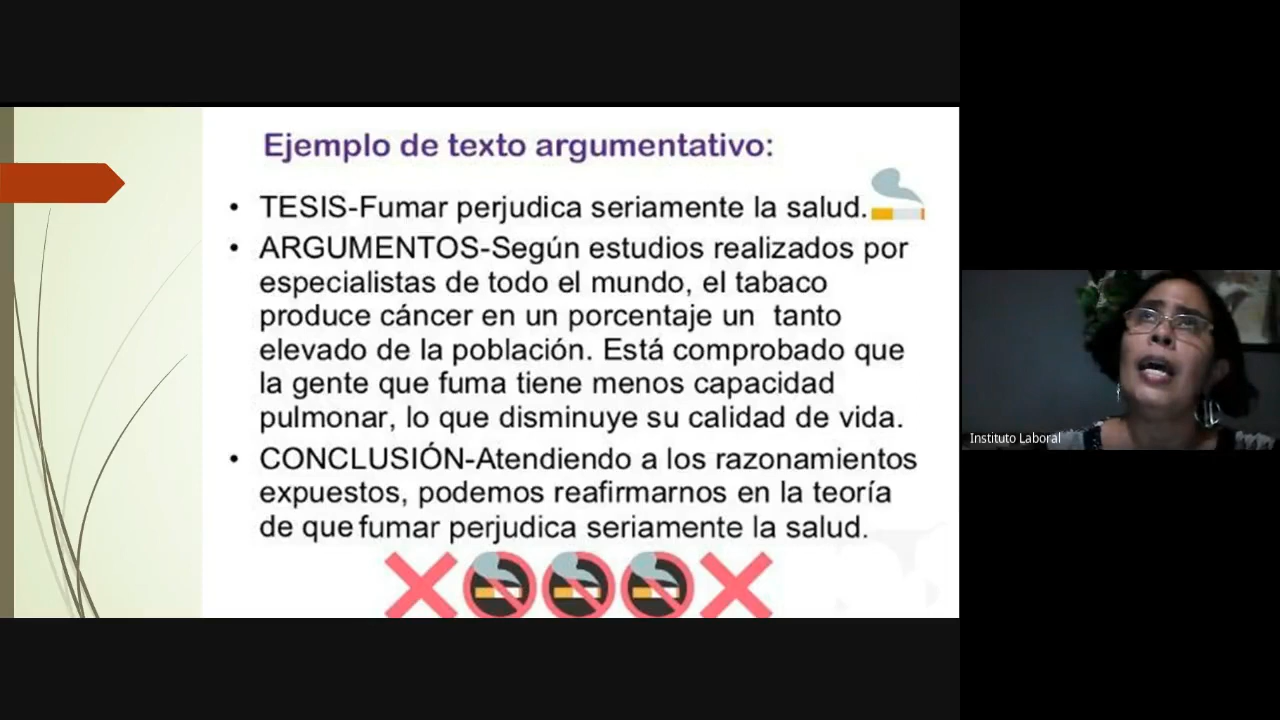 Ejemplo de texto argumentativo:
• TESIS-Fumar perjudica seriamente la salud.
• ARGUMENTOS-Según estudios realizados por
especialistas de todo el mundo, el tabaco
produce cáncer en un porcentaje un tanto
elevado de la población. Está comprobado que
la gente que fuma tiene menos capacidad
pulmonar, lo que disminuye su calidad de vida.
• CONCLUSIÓN-Atendiendo a los razonamientos
expuestos, podemos reafirmarnos en la teoría
de que fumar perjudica seriamente la salud.
Instituto Laboral